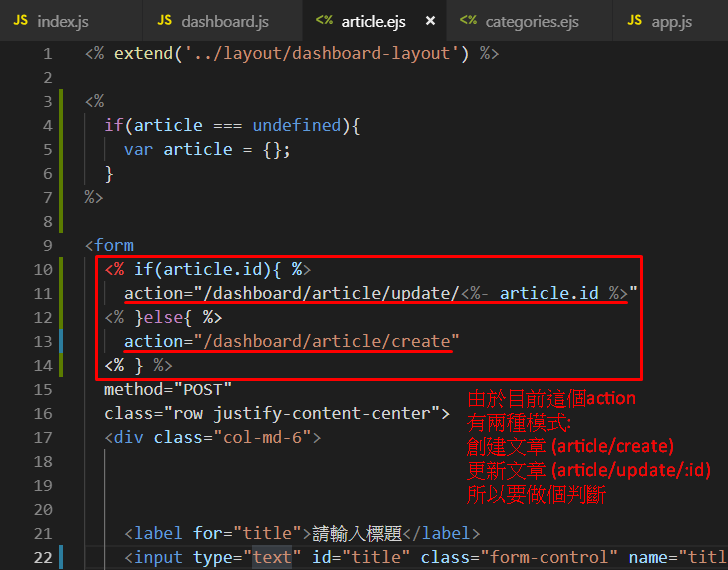 JS index.js JS dashboard.js <%> article.ejs × <%> categories.ejs JS app.js
1 <% extend('../layout/dashboard-layout') %>
2
3 <%
4 if(article === undefined){
5 var article = {};
6 }
7 %>
8
9 <form
10 <% if(article.id){ %>
11 action="/dashboard/article/update/<%- article.id %>"
12 <% }else{ %>
13 action="/dashboard/article/create"
14 <% } %>
15 method="POST"
16 class="row justify-content-center">
17 <div class="col-md-6">
18
19
20
21 <label for="title">請輸入標題</label>
22 <input type="text" id="title" class="form-control" name="titl
由於目前這個action
有兩種模式:
創建文章 (article/create)
更新文章 (article/update/:id)
所以要做個判斷